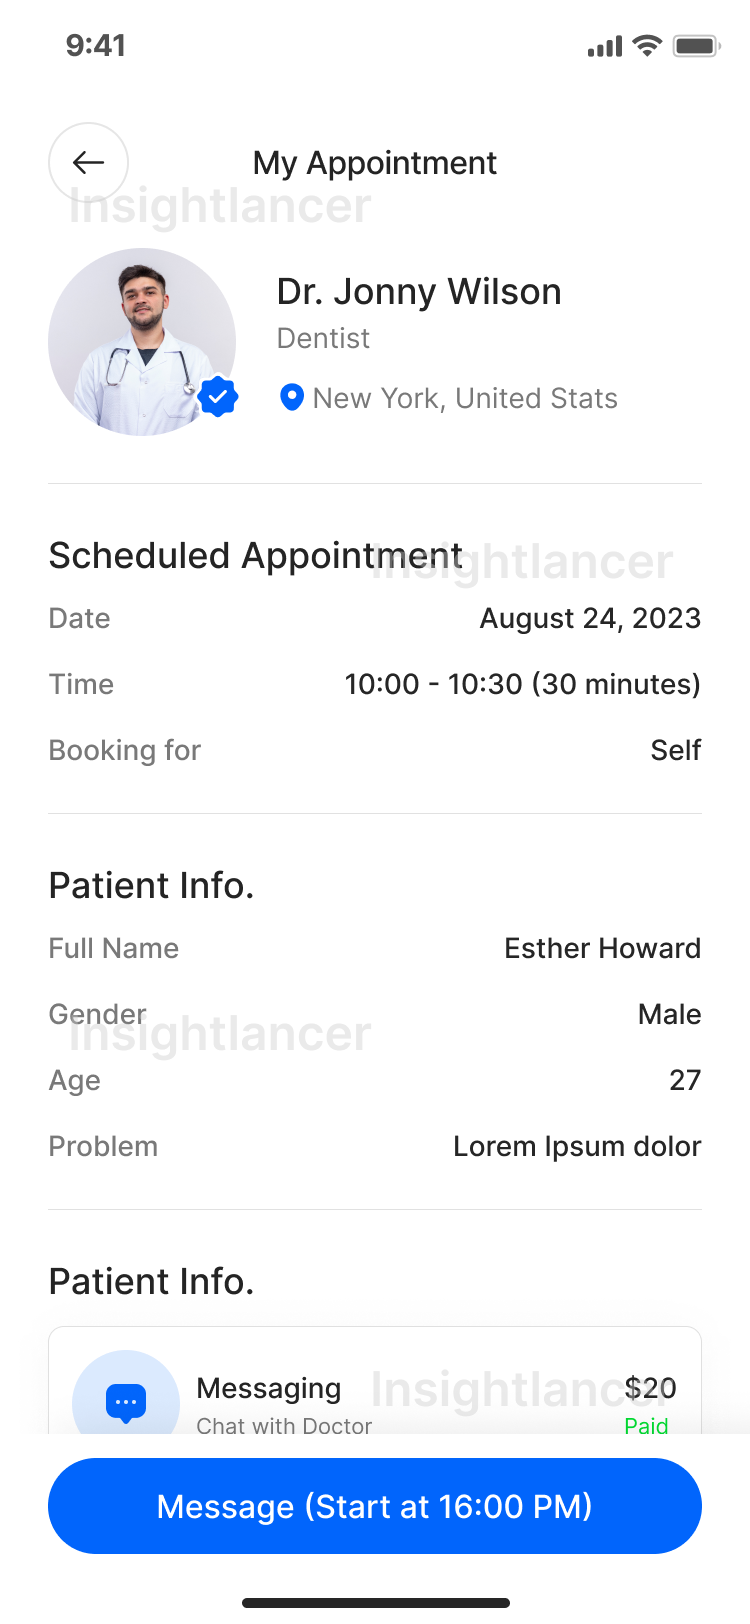 9:41
My Appointment
Insightlancer
Dr. Jonny Wilson
Dentist
New York, United Stats
Scheduled Appointment
Insightlancer
Date August 24, 2023
Time 10:00 - 10:30 (30 minutes)
Booking for Self
Patient Info.
Full Name Esther Howard
Gender Male
Insightlancer
Age 27
Problem Lorem Ipsum dolor
Patient Info.
Messaging $20
Insightlancer
Chat with Doctor Paid
Message (Start at 16:00 PM)